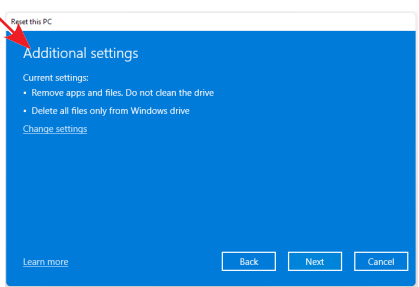 Reset this PC
Additional settings
Current settings:
• Remove apps and files. Do not clean the drive
• Delete all files only from Windows drive
Change settings
Learn more
Back
Next
Cancel